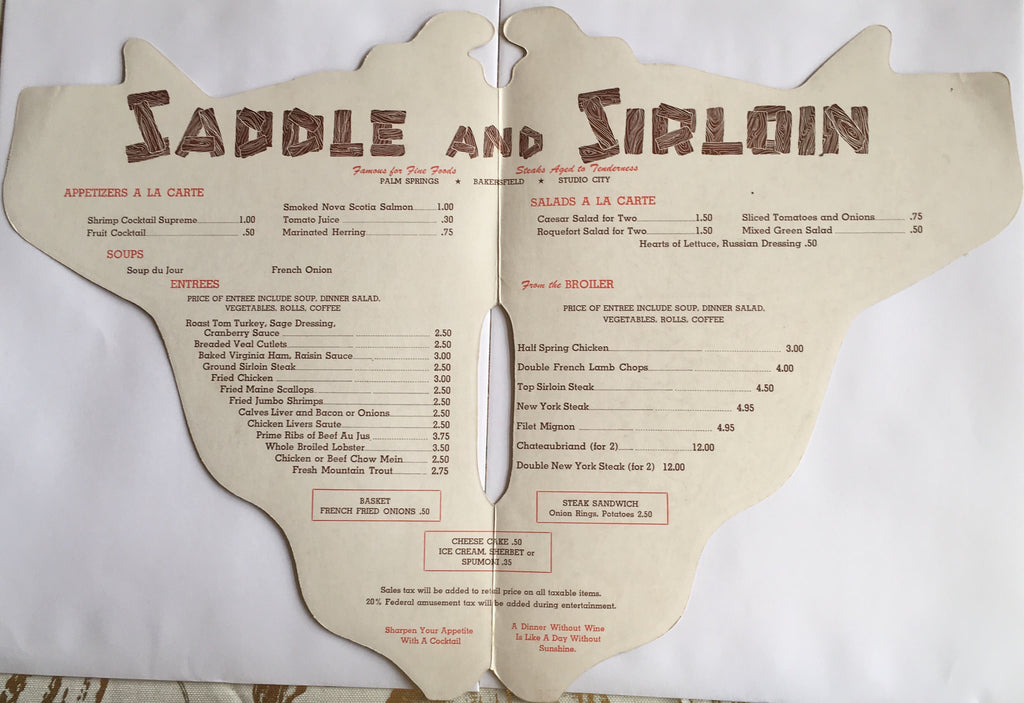 SADDLE AND SIRLOIN
Famous for Fine Foods Steaks Aged to Tenderness
PALM SPRINGS ★ BAKERSFIELD ★ STUDIO CITY
APPETIZERS A LA CARTE
Shrimp Cocktail Supreme 1.00
Fruit Cocktail .50
Smoked Nova Scotia Salmon 1.00
Tomato Juice .30
Marinated Herring .75
SOUPS
Soup du Jour French Onion
ENTREES
PRICE OF ENTREE INCLUDE SOUP, DINNER SALAD,
VEGETABLES, ROLLS, COFFEE
Roast Tom Turkey, Sage Dressing,
Cranberry Sauce 2.50
Breaded Veal Cutlets 2.50
Baked Virginia Ham, Raisin Sauce 3.00
Ground Sirloin Steak 2.50
Fried Chicken 3.00
Fried Maine Scallops 2.50
Fried Jumbo Shrimps 2.50
Calves Liver and Bacon or Onions 2.50
Chicken Livers Saute 2.50
Prime Ribs of Beef Au Jus 3.75
Whole Broiled Lobster 3.50
Chicken or Beef Chow Mein 2.50
Fresh Mountain Trout 2.75
BASKET
FRENCH FRIED ONIONS .50
SALADS A LA CARTE
Caesar Salad for Two 1.50
Roquefort Salad for Two 1.50
Sliced Tomatoes and Onions .75
Mixed Green Salad .50
Hearts of Lettuce, Russian Dressing .50
From the BROILER
PRICE OF ENTREE INCLUDE SOUP, DINNER SALAD,
VEGETABLES, ROLLS, COFFEE
Half Spring Chicken 3.00
Double French Lamb Chops 4.00
Top Sirloin Steak 4.50
New York Steak 4.95
Filet Mignon 4.95
Chateaubriand (for 2) 12.00
Double New York Steak (for 2) 12.00
STEAK SANDWICH
Onion Rings, Potatoes 2.50
CHEESE CAKE .50
ICE CREAM, SHERBET or
SPUMONI .35
Sales tax will be added to retail price on all taxable items.
20% Federal amusement tax will be added during entertainment.
Sharpen Your Appetite
With A Cocktail
A Dinner Without Wine
Is Like A Day Without
Sunshine.